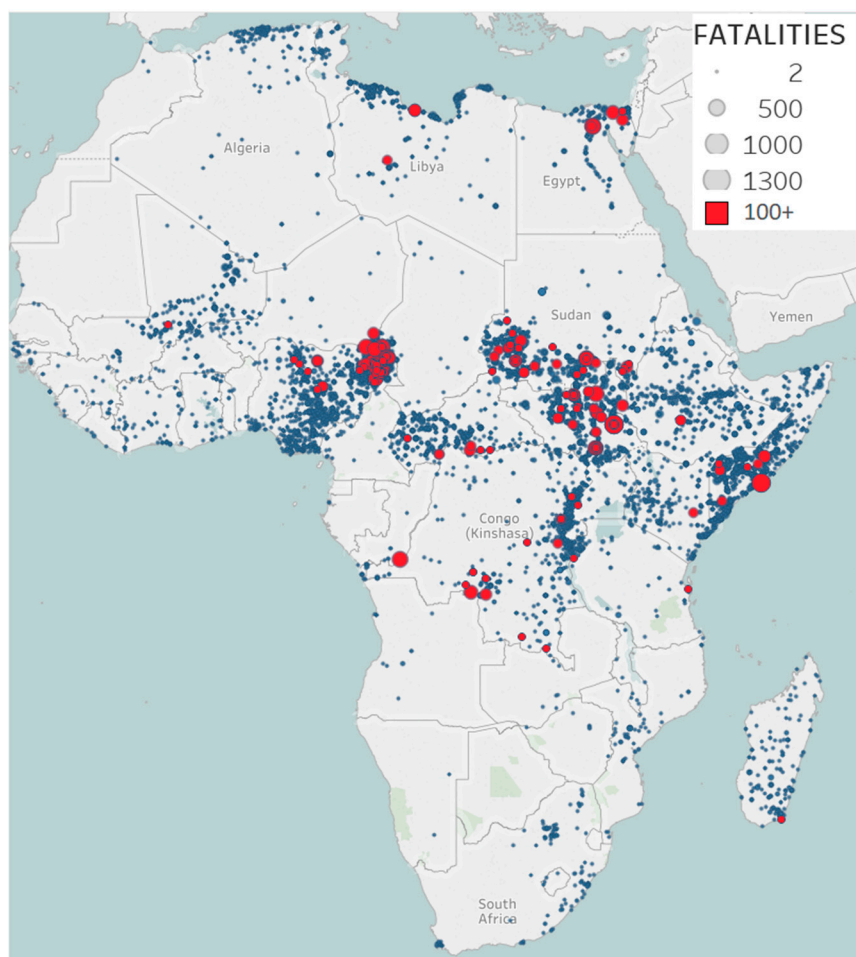 FATALITIES
2
500
1000
1300
100+
Algeria
Libya
Egypt
Sudan
Yemen
Congo
(Kinshasa)
South
Africa